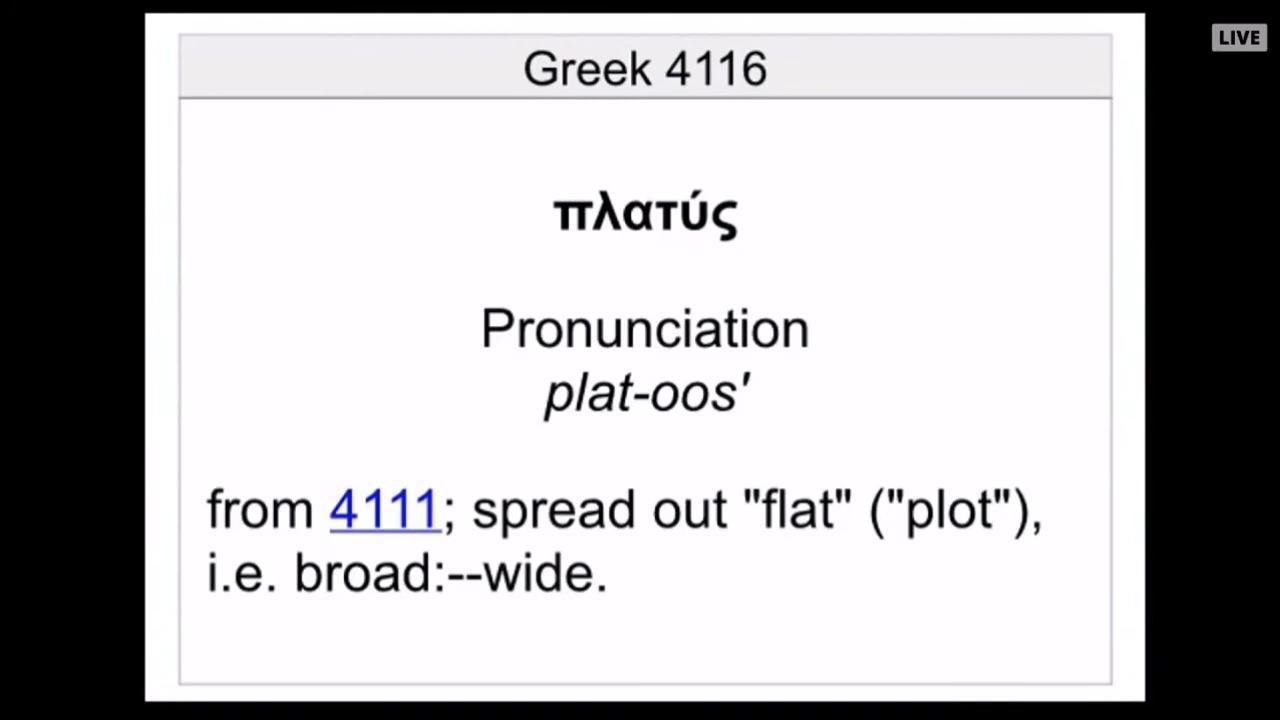 LIVE
Greek 4116
πλατύς
Pronunciation
plat-oos'
from 4111; spread out "flat" ("plot"),
i.e. broad:--wide.